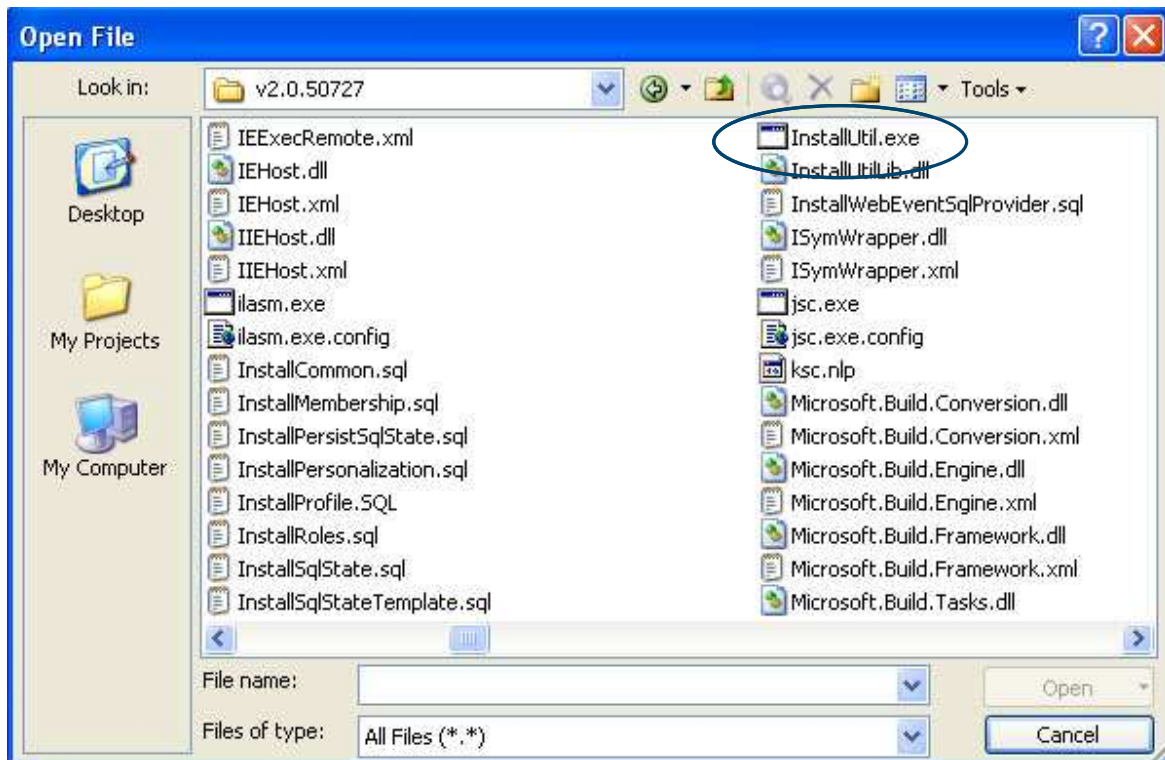 Open File
Look in:
v2.0.50727
Tools
Desktop
My Projects
My Computer
IEExecRemote.xml
IEHost.dll
IEHost.xml
IIEHost.dll
IIEHost.xml
ilasm.exe
ilasm.exe.config
InstallCommon.sql
InstallMembership.sql
InstallPersistSqlState.sql
InstallPersonalization.sql
InstallProfile.SQL
InstallRoles.sql
InstallSqlState.sql
InstallSqlStateTemplate.sql
InstallUtil.exe
InstallUtilLib.dll
InstallWebEventSqlProvider.sql
ISymWrapper.dll
ISymWrapper.xml
jsc.exe
jsc.exe.config
ksc.nlp
Microsoft.Build.Conversion.dll
Microsoft.Build.Conversion.xml
Microsoft.Build.Engine.dll
Microsoft.Build.Engine.xml
Microsoft.Build.Framework.dll
Microsoft.Build.Framework.xml
Microsoft.Build.Tasks.dll
File name:
Open
Files of type:
All Files (*.*)
Cancel